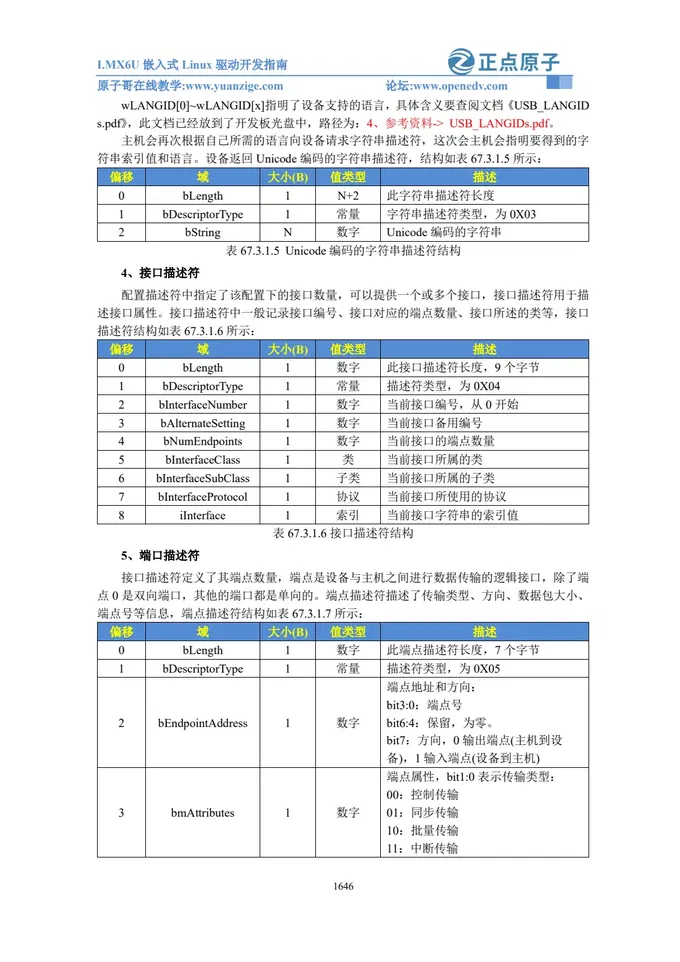 I.MX6U 嵌入式 Linux 驱动开发指南
正点原子
原子哥在线教学:www.yuanzige.com 论坛:www.openedv.com
wLANGID[0]~wLANGID[x]指明了设备支持的语言，具体含义要查阅文档《USB_LANGID
s.pdf》，此文档已经放到了开发板光盘中，路径为：4、参考资料-> USB_LANGIDs.pdf。
主机会再次根据自己所需的语言向设备请求字符串描述符，这次会主机会指明要得到的字
符串索引值和语言。设备返回 Unicode 编码的字符串描述符，结构如表 67.3.1.5 所示：
偏移 域 大小(B) 值类型 描述
0 bLength 1 N+2 此字符串描述符长度
1 bDescriptorType 1 常量 字符串描述符类型，为 0X03
2 bString N 数字 Unicode 编码的字符串
表 67.3.1.5 Unicode 编码的字符串描述符结构
4、接口描述符
配置描述符中指定了该配置下的接口数量，可以提供一个或多个接口，接口描述符用于描
述接口属性。接口描述符中一般记录接口编号、接口对应的端点数量、接口所述的类等，接口
描述符结构如表 67.3.1.6 所示：
偏移 域 大小(B) 值类型 描述
0 bLength 1 数字 此接口描述符长度，9 个字节
1 bDescriptorType 1 常量 描述符类型，为 0X04
2 bInterfaceNumber 1 数字 当前接口编号，从 0 开始
3 bAlternateSetting 1 数字 当前接口备用编号
4 bNumEndpoints 1 数字 当前接口的端点数量
5 bInterfaceClass 1 类 当前接口所属的类
6 bInterfaceSubClass 1 子类 当前接口所属的子类
7 bInterfaceProtocol 1 协议 当前接口所使用的协议
8 iInterface 1 索引 当前接口字符串的索引值
表 67.3.1.6 接口描述符结构
5、端口描述符
接口描述符定义了其端点数量，端点是设备与主机之间进行数据传输的逻辑接口，除了端
点 0 是双向端口，其他的端口都是单向的。端点描述符描述了传输类型、方向、数据包大小、
端点号等信息，端点描述符结构如表 67.3.1.7 所示：
偏移 域 大小(B) 值类型 描述
0 bLength 1 数字 此端点描述符长度，7 个字节
1 bDescriptorType 1 常量 描述符类型，为 0X05
2 bEndpointAddress 1 数字 端点地址和方向：
bit3:0：端点号
bit6:4：保留，为零。
bit7：方向，0 输出端点(主机到设
备)，1 输入端点(设备到主机)
3 bmAttributes 1 数字 端点属性，bit1:0 表示传输类型：
00：控制传输
01：同步传输
10：批量传输
11：中断传输
1646